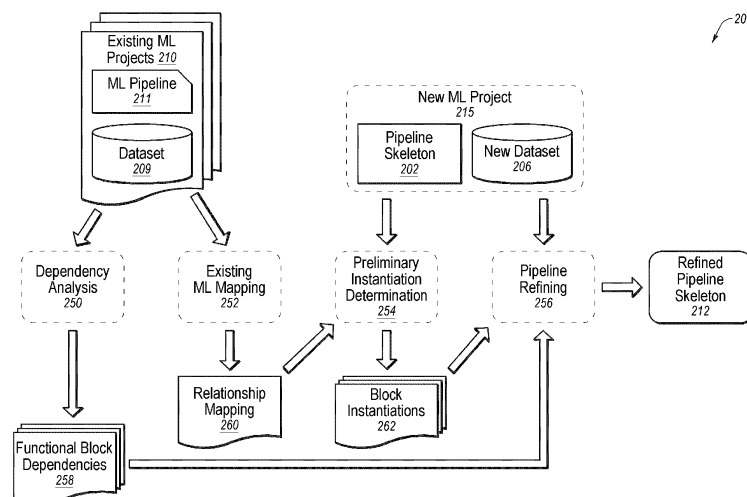 20
Existing ML
Projects 210
ML Pipeline
211
Dataset
209
New ML Project
215
Pipeline
Skeleton
202
New Dataset
206
Dependency
Analysis
250
Existing
ML Mapping
252
Preliminary
Instantiation
Determination
254
Pipeline
Refining
256
Refined
Pipeline
Skeleton
212
Relationship
Mapping
260
Block
Instantiations
262
Functional Block
Dependencies
258